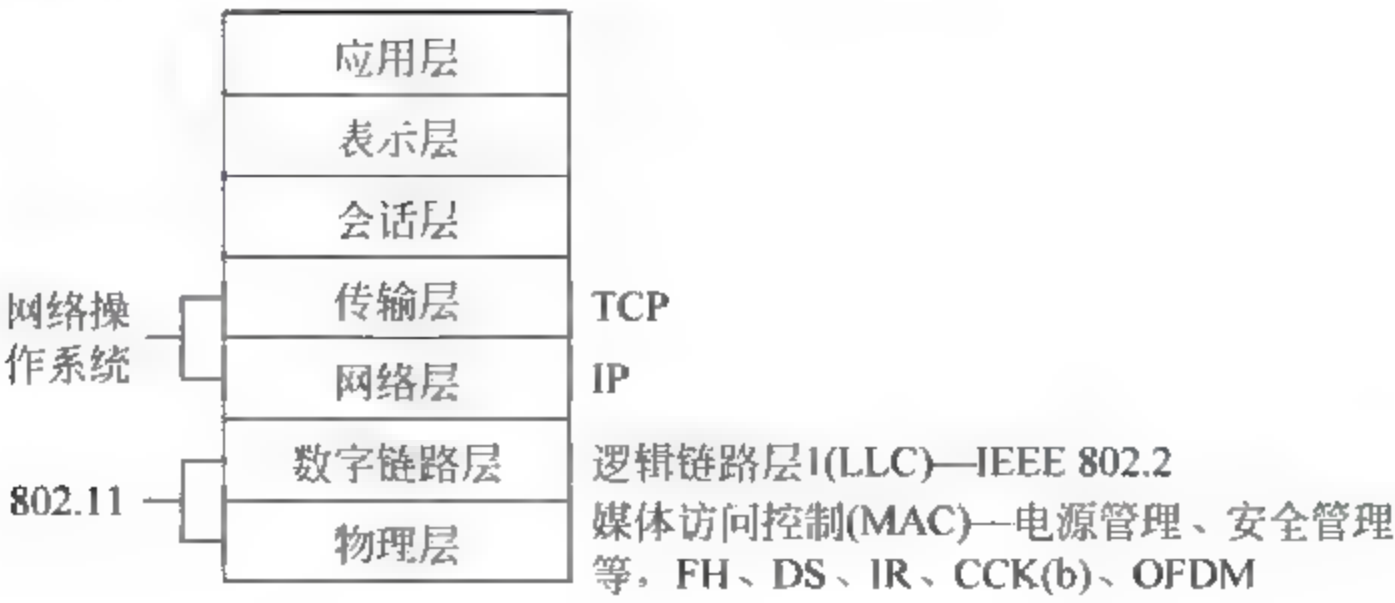 应用层
表示层
会话层
网络操
作系统
传输层
TCP
网络层
IP
802.11
数字链路层
逻辑链路层1(LLC)—IEEE 802.2
物理层
媒体访问控制(MAC)—电源管理、安全管理
等，FH、DS、IR、CCK(b)、OFDM